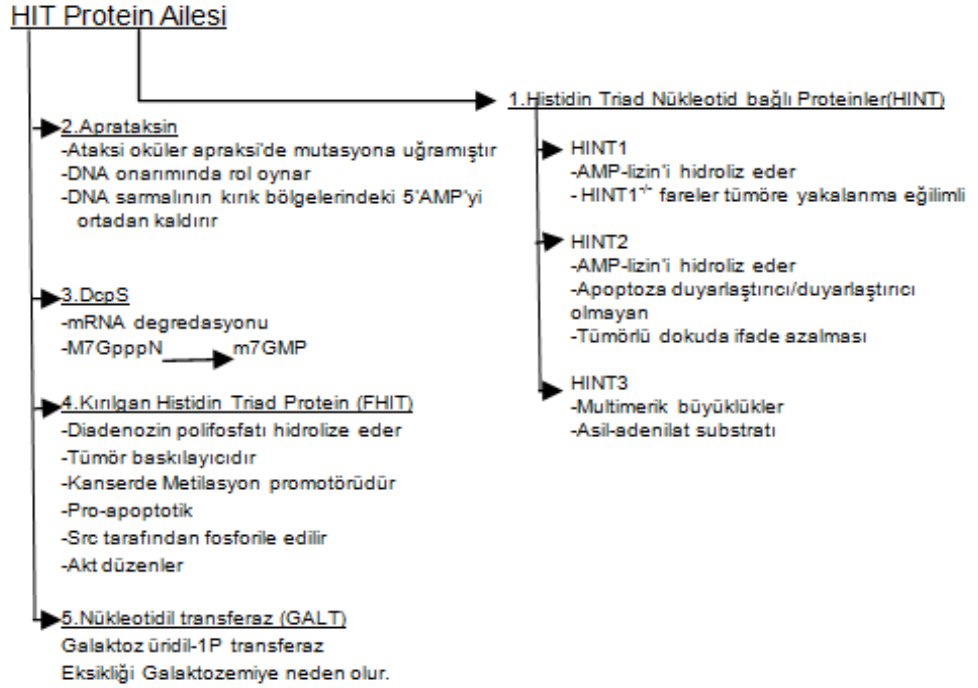 HIT Protein Ailesi
1.Histidin Triad Nükleotid bağlı Proteinler(HINT)
HINT1
-AMP-lizin'i hidroliz eder
- HINT1-/- fareler tümöre yakalanma eğilimli
HINT2
-AMP-lizin'i hidroliz eder
-Apoptoza duyarlaştırıcı/duyarlaştırıcı
olmayan
-Tümörlü dokuda ifade azalması
HINT3
-Multimerik büyüklükler
-Asil-adenilat substratı
2.Aprataksin
-Ataksi oküler apraksi'de mutasyona uğramıştır
-DNA onarımında rol oynar
-DNA sarmalının kırık bölgelerindeki 5'AMP'yi
ortadan kaldırır
3.DcpS
-mRNA degredasyonu
-M7GpppN m7GMP
4.Kırılgan Histidin Triad Protein (FHIT)
-Diadenozin polifosfatı hidrolize eder
-Tümör baskılayıcıdır
-Kanserde Metilasyon promotörüdür
-Pro-apoptotik
-Src tarafından fosforile edilir
-Akt düzenler
5.Nükleotidil transferaz (GALT)
Galaktoz üridil-1P transferaz
Eksikliği Galaktozemiye neden olur.